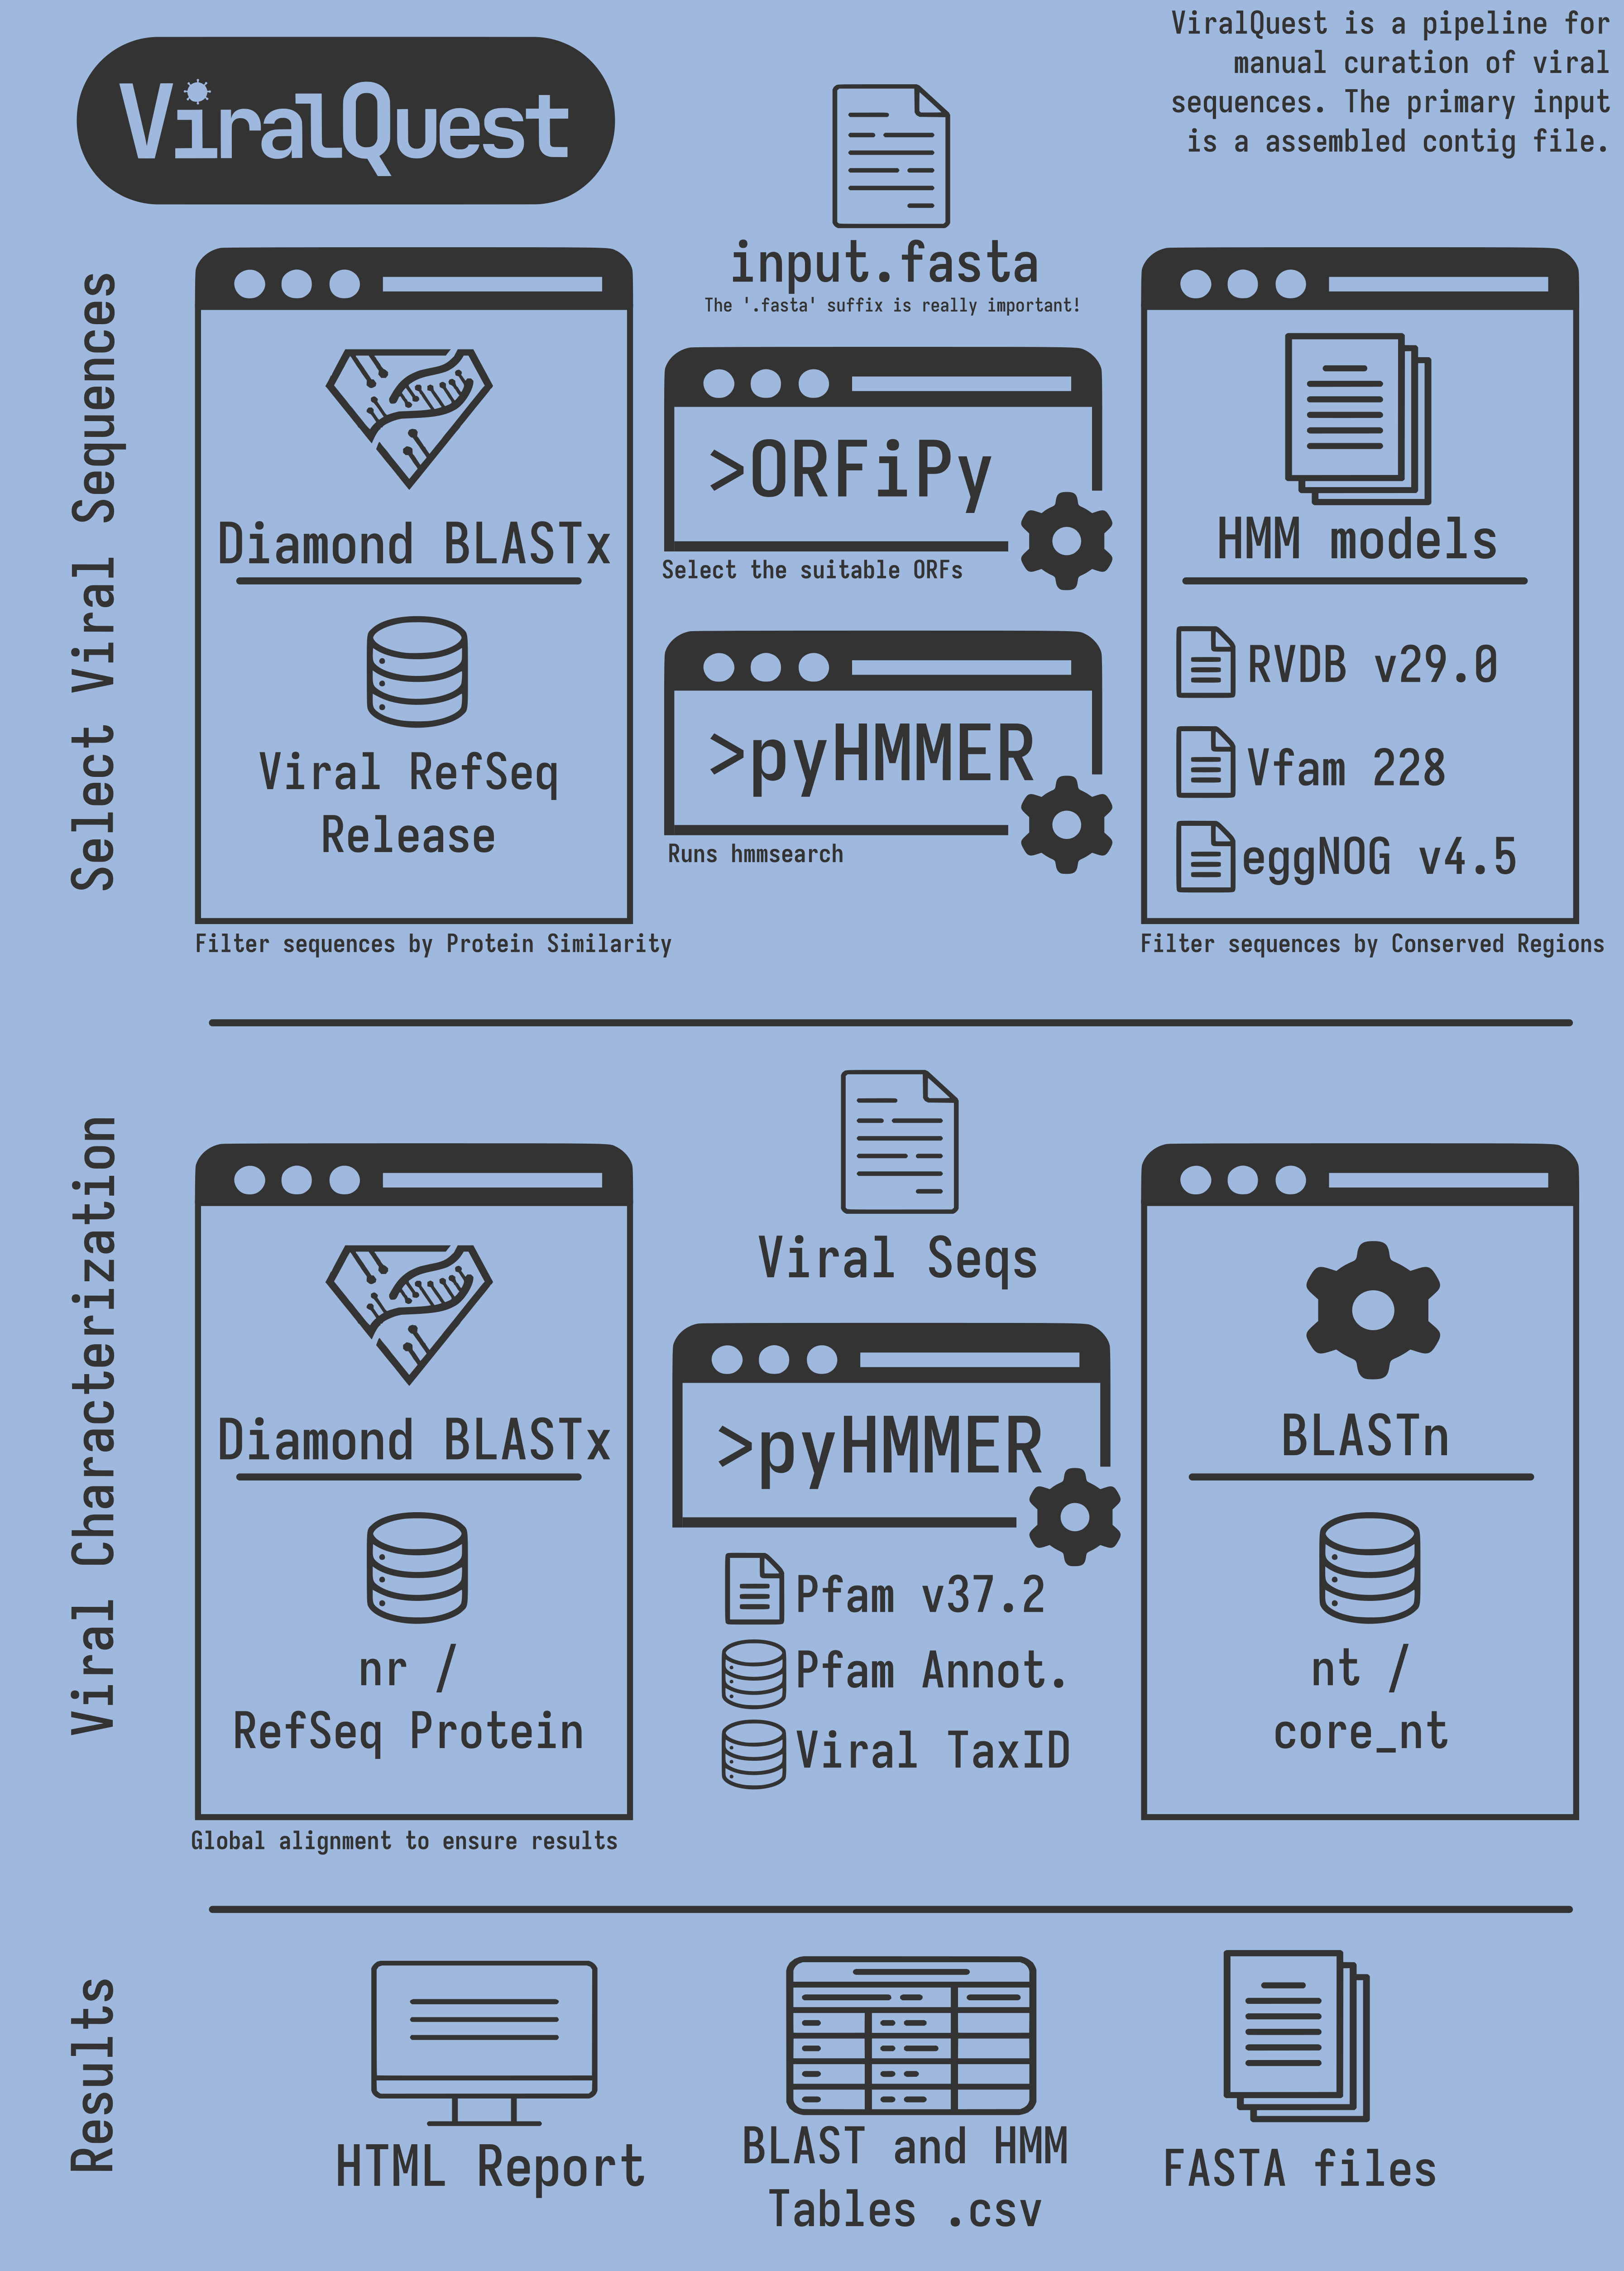 ViralQuest
ViralQuest is a pipeline for
manual curation of viral
sequences. The primary input
is a assembled contig file.
Select Viral Sequences
Diamond BLASTx
Viral RefSeq
Release
Filter sequences by Protein Similarity
input.fasta
The '.fasta' suffix is really important!
>ORFiPy
Select the suitable ORFs
>pyHMMER
Runs hmmsearch
HMM models
RVDB v29.0
Vfam 228
eggNOG v4.5
Filter sequences by Conserved Regions
Viral Characterization
Diamond BLASTx
nr /
RefSeq Protein
Global alignment to ensure results
Viral Seqs
>pyHMMER
Pfam v37.2
Pfam Annot.
Viral TaxID
BLASTn
nt /
core_nt
Results
HTML Report
BLAST and HMM
Tables .csv
FASTA files